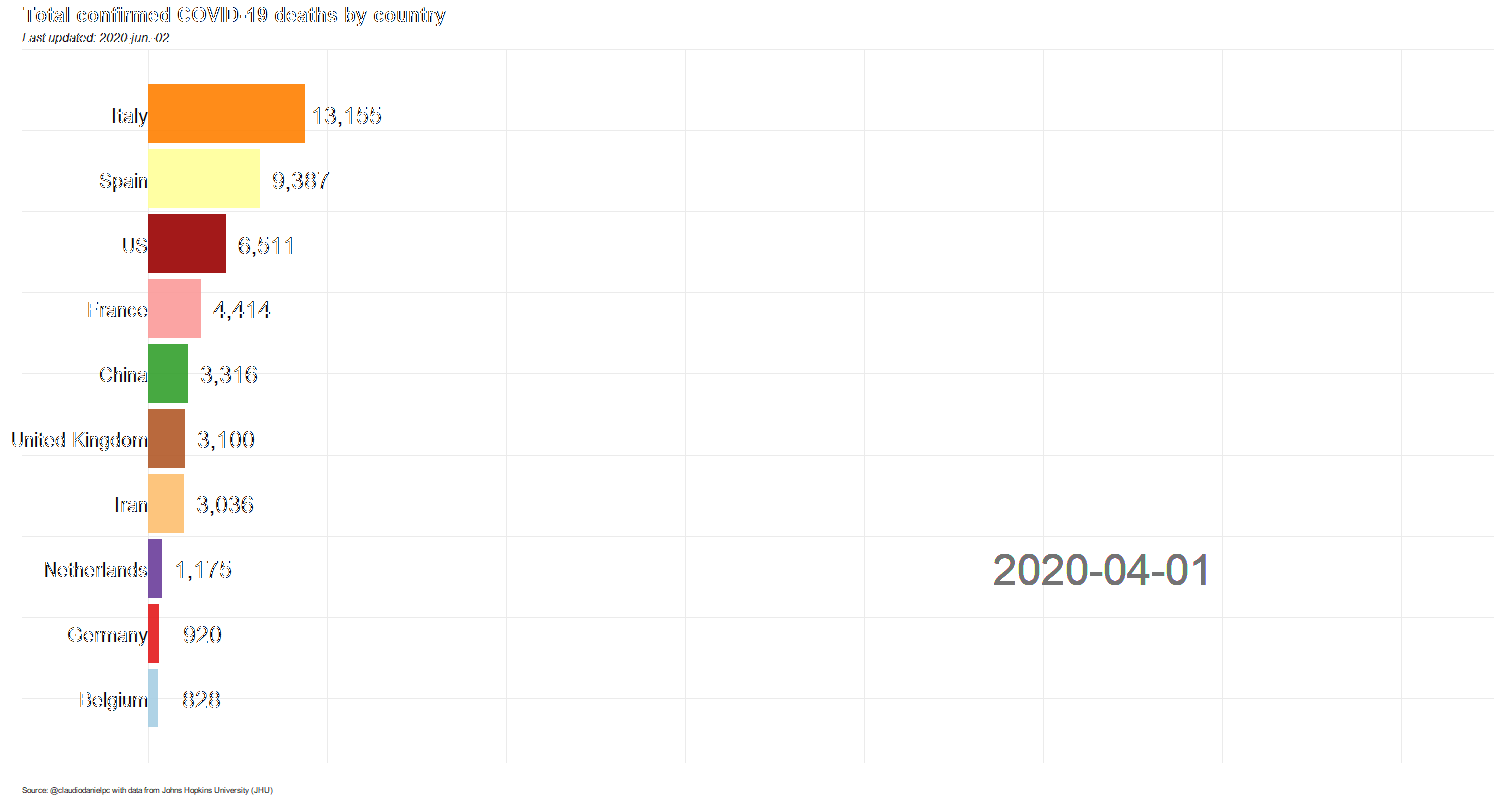 Total confirmed COVID-19 deaths by country
Last updated: 2020-jun.-02
Italy 13,155
Spain 9,387
US 6,511
France 4,414
China 3,316
United Kingdom 3,100
Iran 3,036
Netherlands 1,175
2020-04-01
Germany 920
Belgium 828
Source: @claudiodanielpc with data from Johns Hopkins University (JHU)